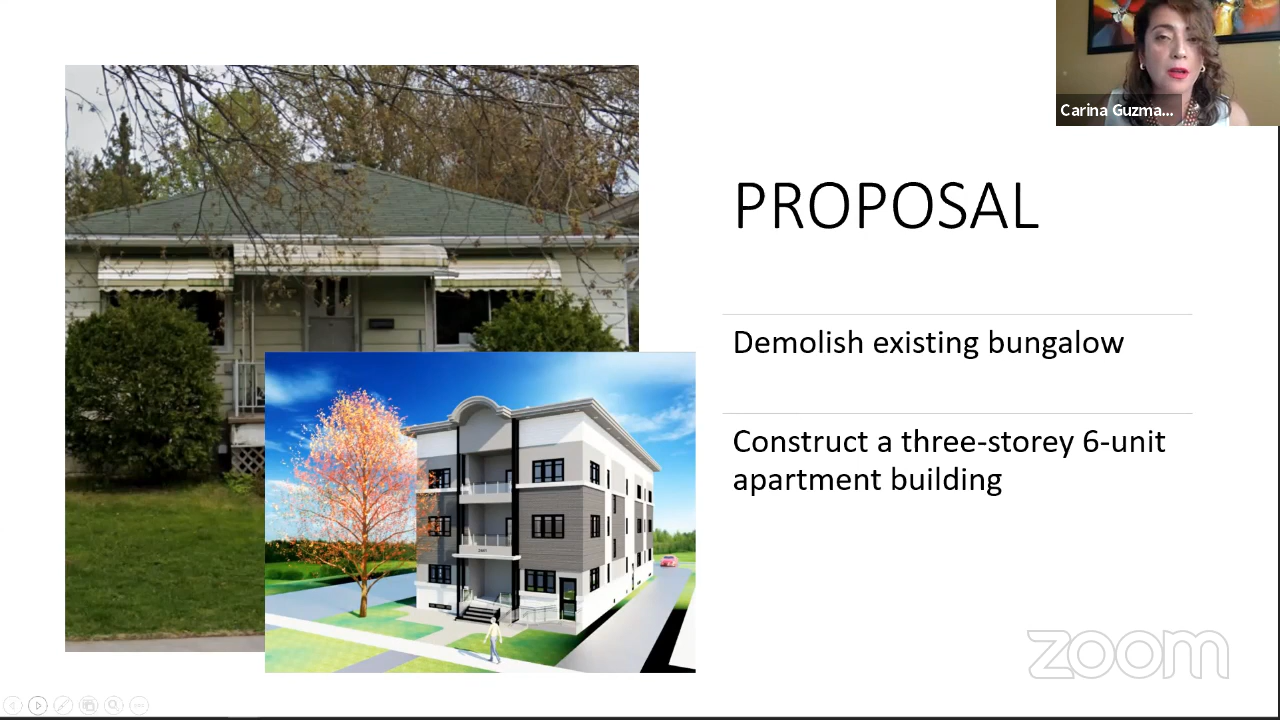 Carina Guzma...
PROPOSAL
Demolish existing bungalow
Construct a three-storey 6-unit
apartment building
zoom